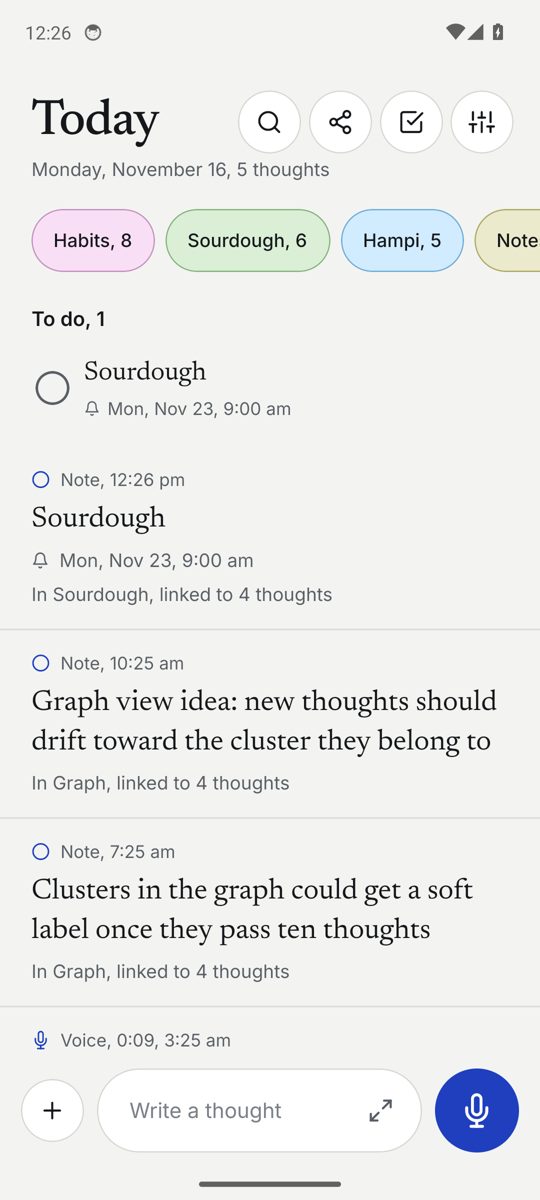 12:26
Today
Monday, November 16, 5 thoughts
Habits, 8
Sourdough, 6
Hampi, 5
Note
To do, 1
Sourdough
Mon, Nov 23, 9:00 am
Note, 12:26 pm
Sourdough
Mon, Nov 23, 9:00 am
In Sourdough, linked to 4 thoughts
Note, 10:25 am
Graph view idea: new thoughts should
drift toward the cluster they belong to
In Graph, linked to 4 thoughts
Note, 7:25 am
Clusters in the graph could get a soft
label once they pass ten thoughts
In Graph, linked to 4 thoughts
Voice, 0:09, 3:25 am
Write a thought